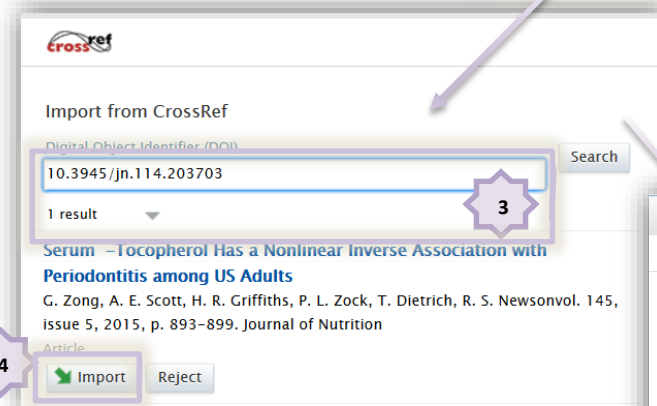 crossref
Import from CrossRef
Digital Object Identifier (DOI)
10.3945/jn.114.203703
Search
1 result
3
Serum –Tocopherol Has a Nonlinear Inverse Association with
Periodontitis among US Adults
G. Zong, A. E. Scott, H. R. Griffiths, P. L. Zock, T. Dietrich, R. S. Newsonvol. 145,
issue 5, 2015, p. 893–899. Journal of Nutrition
Article
4
Import
Reject